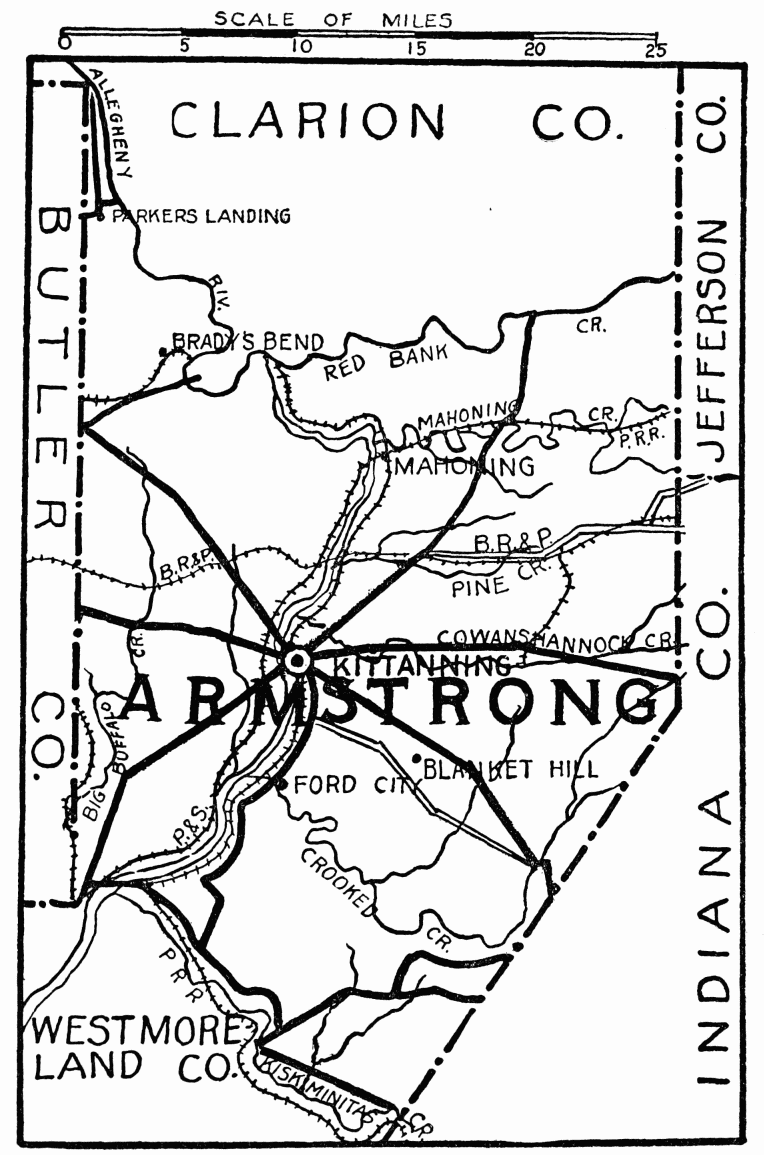 SCALE OF MILES
0 5 10 15 20 25
CLARION CO.
JEFFERSON CO.
ALLEGHENY
PARKERS LANDING
BUTLER CO.
RIV.
BRADY'S BEND
RED BANK
CR.
MAHONING
CR.
P.R.R.
MAHONING
B.R.&P.
B.R.&P.
PINE CR.
COWANSHANNOCK CR.
CR.
KITTANNING
ARMSTRONG
BIG BUFFALO
BLANKET HILL
FORD CITY
P.&S.
CROOKED
CR.
INDIANA CO.
P R R
WESTMORE
LAND CO.
KISKIMINITAS
CR.